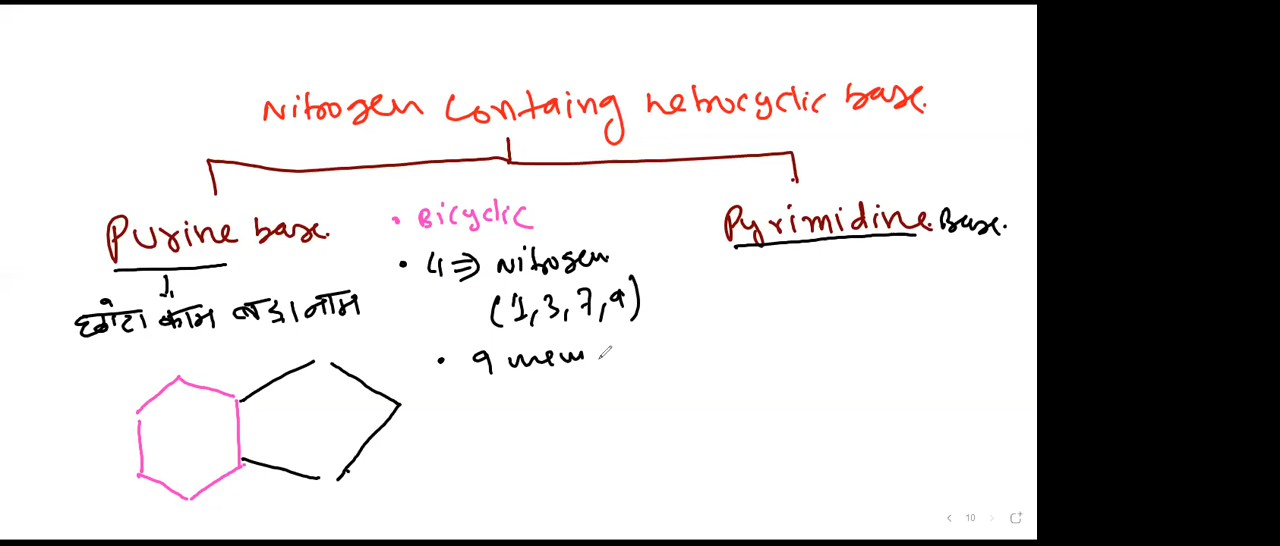 Nitrogen Containg hetrocyclic base.
Purine base.
छोटा काम बड़ा नाम
• Bicyclic
• 4 ⇒ Nitrogen
(1, 3, 7, 9)
• 9 mem
Pyrimidine. Base.
10